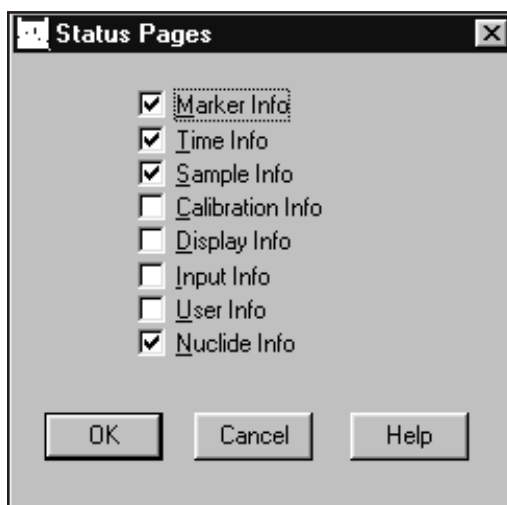 Status Pages
Marker Info
Time Info
Sample Info
Calibration Info
Display Info
Input Info
User Info
Nuclide Info
OK Cancel Help